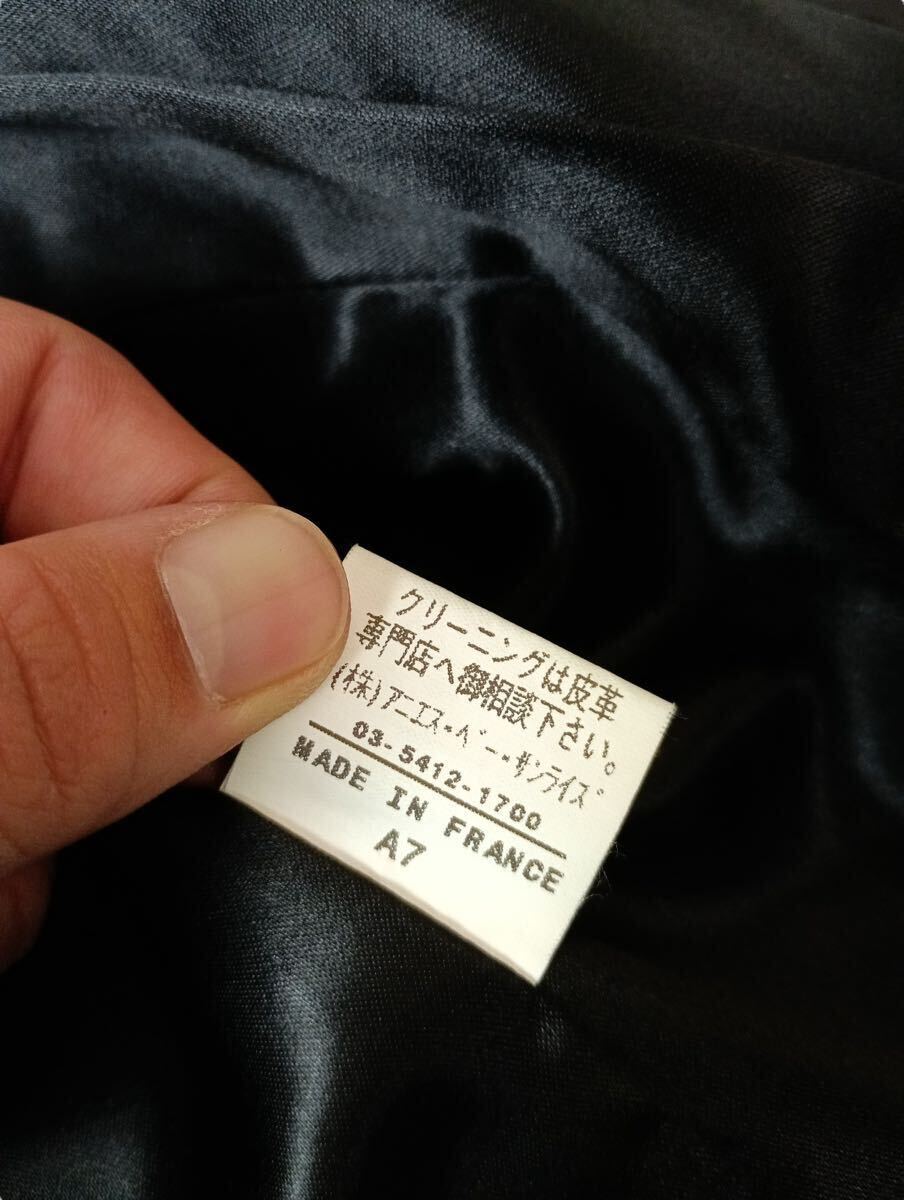 クリーニングは皮革
専門店へ御相談下さい。
(株)アニエス・ベー・サンライズ
03-5412-1700
MADE IN FRANCE
A7